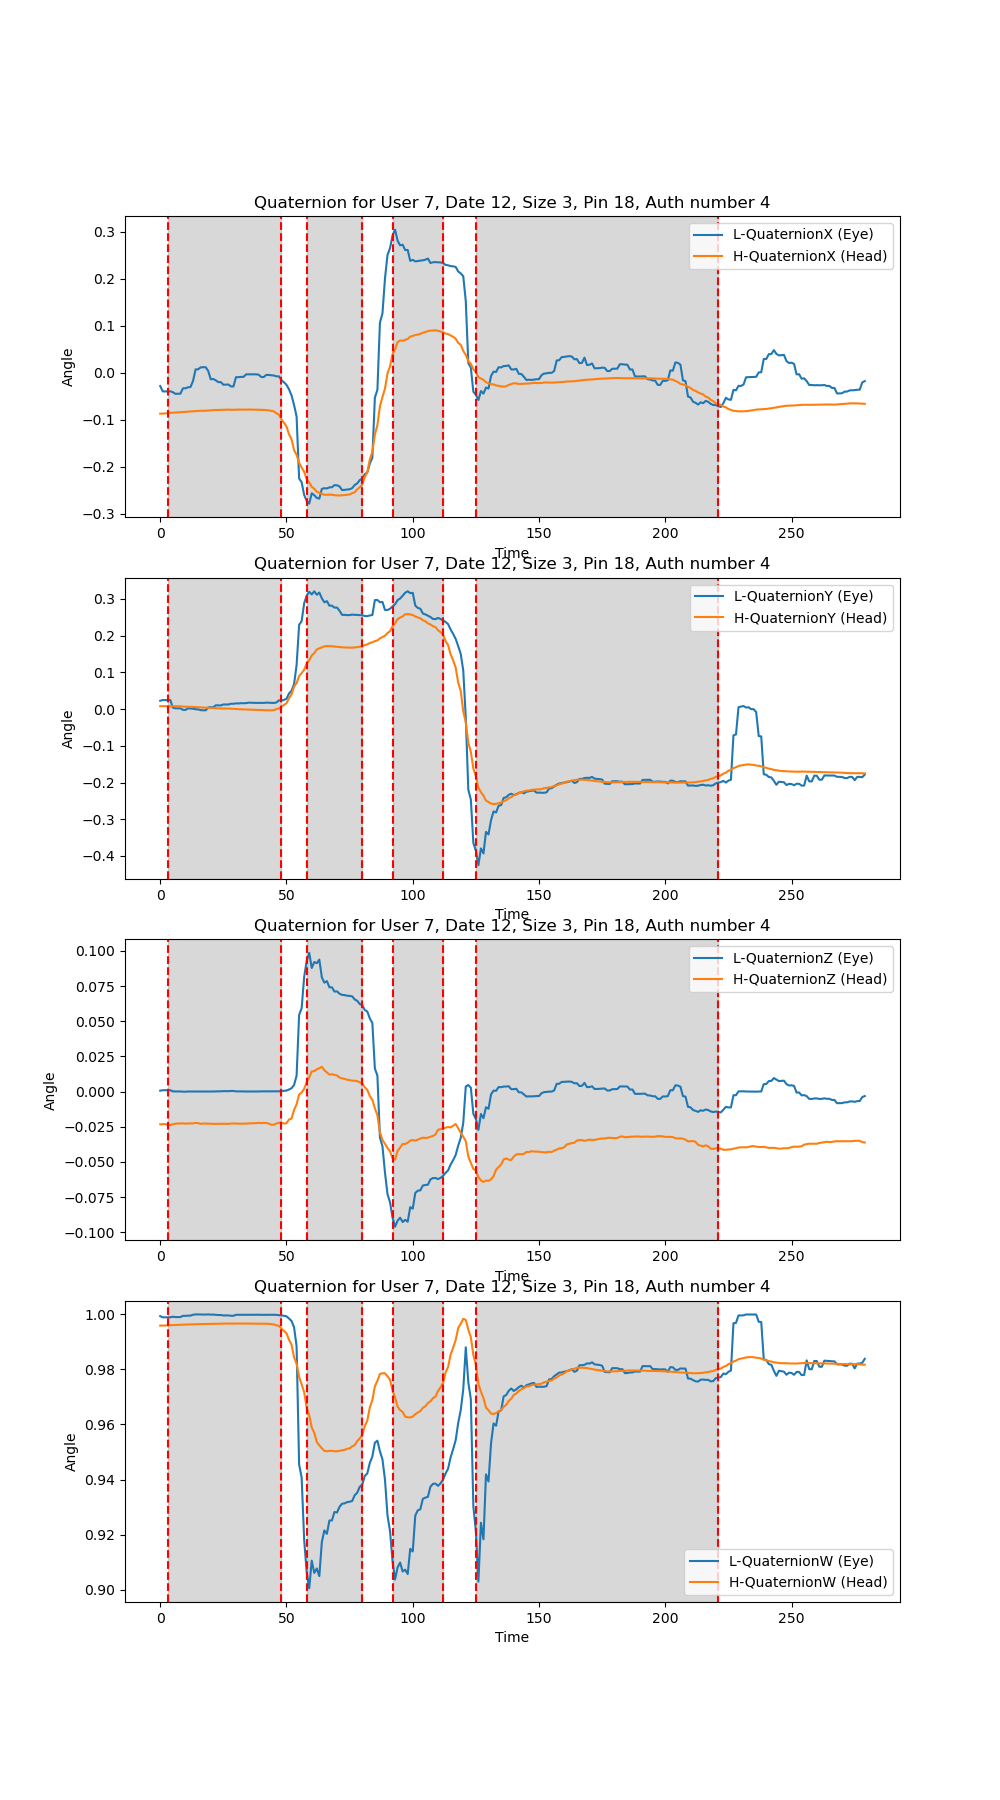 Quaternion for User 7, Date 12, Size 3, Pin 18, Auth number 4
L-QuaternionX (Eye)
H-QuaternionX (Head)
Angle
0.3
0.2
0.1
0.0
−0.1
−0.2
−0.3
0 50 100 150 200 250
Time
Quaternion for User 7, Date 12, Size 3, Pin 18, Auth number 4
L-QuaternionY (Eye)
H-QuaternionY (Head)
Angle
0.3
0.2
0.1
0.0
−0.1
−0.2
−0.3
−0.4
0 50 100 150 200 250
Time
Quaternion for User 7, Date 12, Size 3, Pin 18, Auth number 4
L-QuaternionZ (Eye)
H-QuaternionZ (Head)
Angle
0.100
0.075
0.050
0.025
0.000
−0.025
−0.050
−0.075
−0.100
0 50 100 150 200 250
Time
Quaternion for User 7, Date 12, Size 3, Pin 18, Auth number 4
Angle
1.00
0.98
0.96
0.94
0.92
0.90
L-QuaternionW (Eye)
H-QuaternionW (Head)
0 50 100 150 200 250
Time